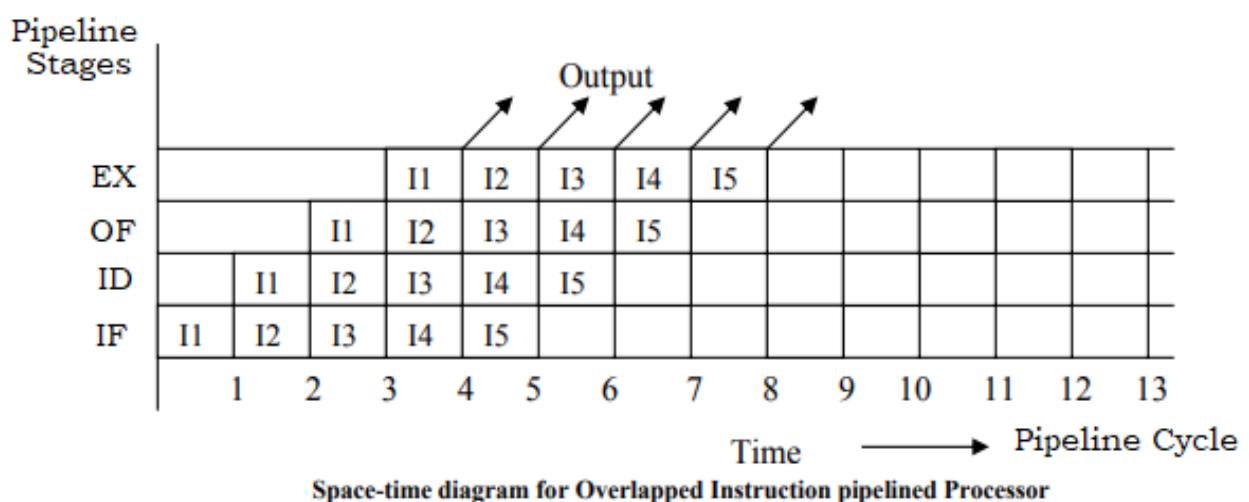 Pipeline
Stages
Output
EX I1 I2 I3 I4 I5
OF I1 I2 I3 I4 I5
ID I1 I2 I3 I4 I5
IF I1 I2 I3 I4 I5
1 2 3 4 5 6 7 8 9 10 11 12 13
Time Pipeline Cycle
Space-time diagram for Overlapped Instruction pipelined Processor